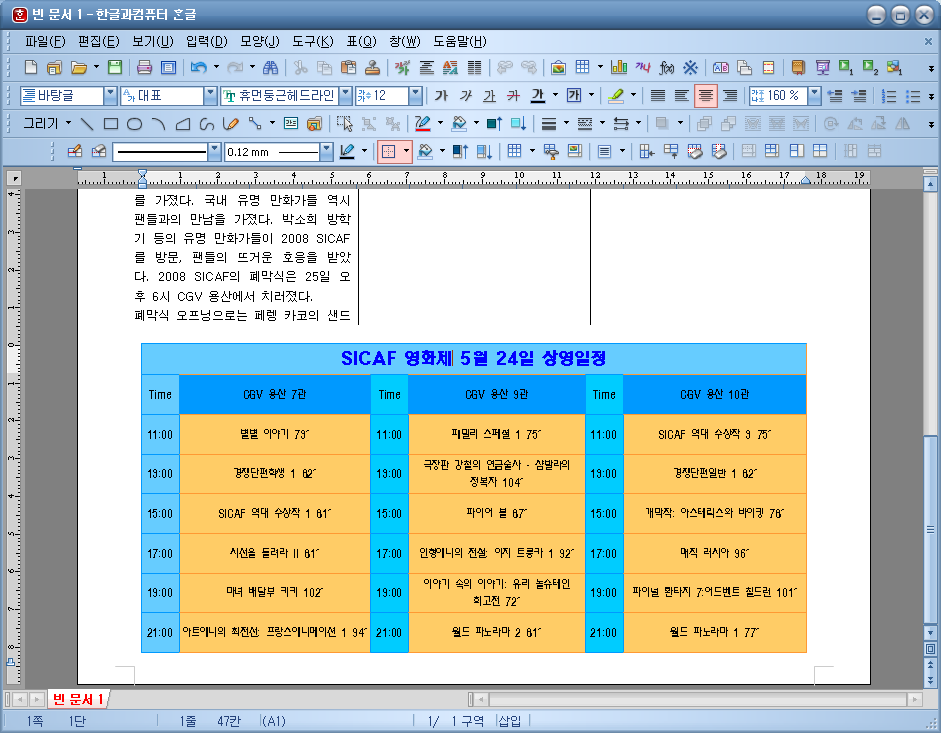 빈 문서 1 - 한글과컴퓨터 한글
파일(F) 편집(E) 보기(U) 입력(D) 모양(J) 도구(K) 표(Q) 창(W) 도움말(H)
바탕글 대표 휴먼둥근헤드라인 12 가 가 가 가 가 가 160 %
그리기
0.12 mm
1 1 2 3 4 5 6 7 8 9 10 11 12 13 14 15 16 17 18 19
를 가졌다. 국내 유명 만화가들 역시
팬들과의 만남을 가졌다. 박소희 방학
기 등의 유명 만화가들이 2008 SICAF
를 방문, 팬들의 뜨거운 호응을 받았
다. 2008 SICAF의 폐막식은 25일 오
후 6시 CGV 용산에서 치러졌다.
폐막식 오프닝으로는 페렝 카코의 샌드
SICAF 영화제 5월 24일 상영일정
Time CGV 용산 7관 Time CGV 용산 9관 Time CGV 용산 10관
11:00 별별 이야기 73′ 11:00 패밀리 스페셜 1 75′ 11:00 SICAF 역대 수상작 3 75′
13:00 경쟁단편학생 1 82′ 13:00 극장판 강철의 연금술사 - 샴발라의
정복자 104′ 13:00 경쟁단편일반 1 82′
15:00 SICAF 역대 수상작 1 81′ 15:00 파이어 볼 67′ 15:00 개막작: 아스테릭스와 바이킹 78′
17:00 시선을 돌려라 II 81′ 17:00 인형애니의 전설: 이지 트릉카 1 92′ 17:00 매직 러시아 96′
19:00 마녀 배달부 키키 102′ 19:00 이야기 속의 이야기: 유리 놀슈테인
회고전 72′ 19:00 파이널 환타지 7:어드벤트 칠드런 101′
21:00 아트애니의 최전선: 프랑스애니메이션 1 94′ 21:00 월드 파노라마 2 81′ 21:00 월드 파노라마 1 77′
빈 문서 1
1쪽 1단 1줄 47칸 (A1) 1/ 1 구역 삽입